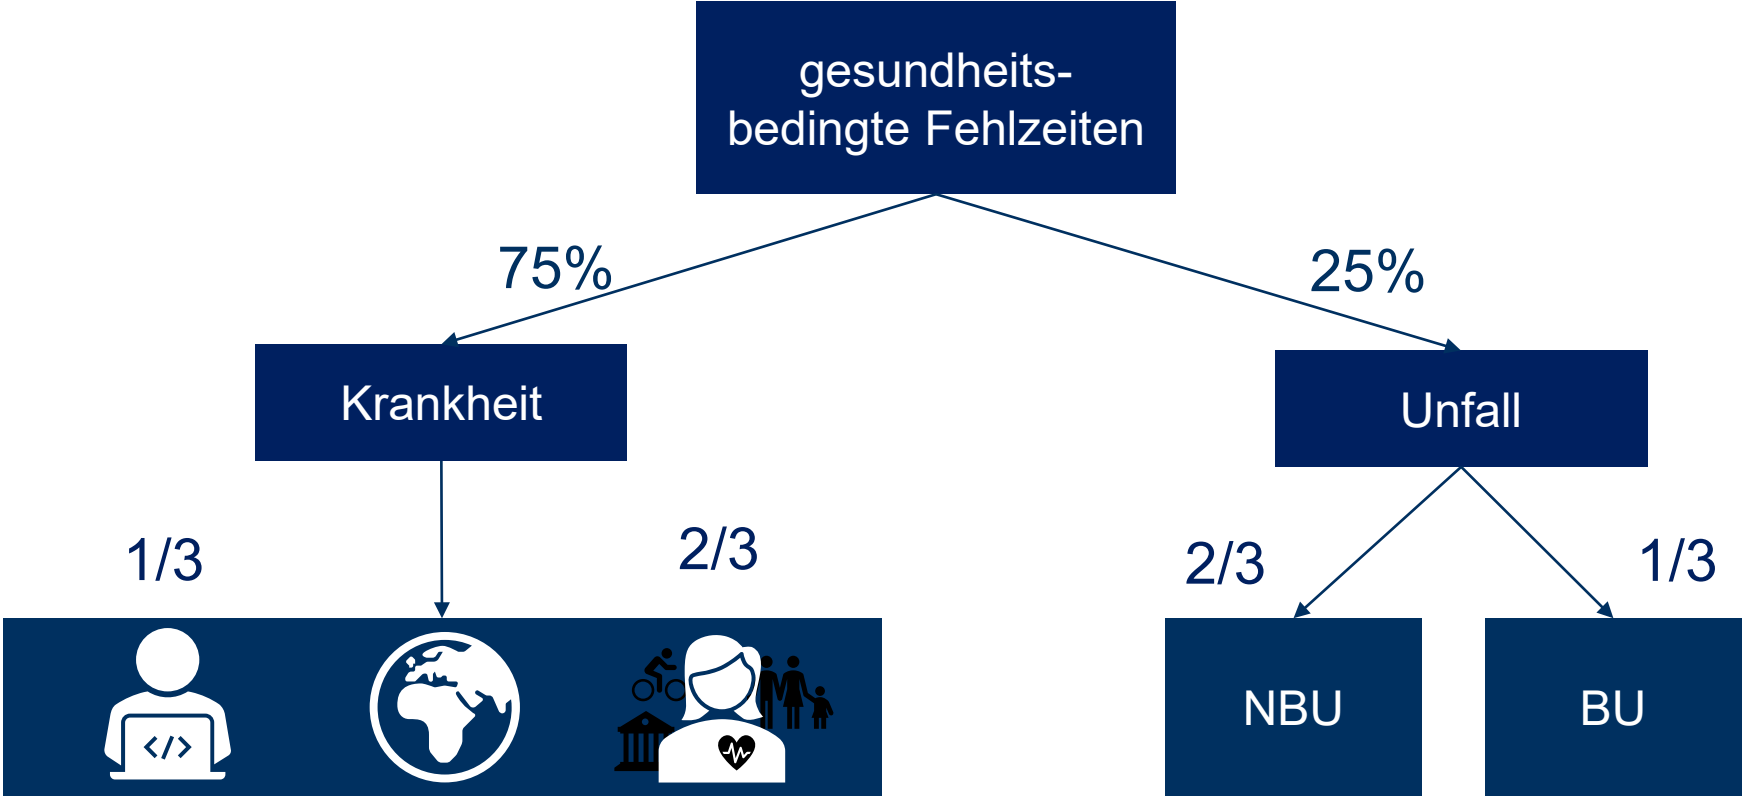 gesundheits-
bedingte Fehlzeiten
75%
25%
Krankheit
Unfall
1/3
2/3
2/3
1/3
</>
NBU
BU